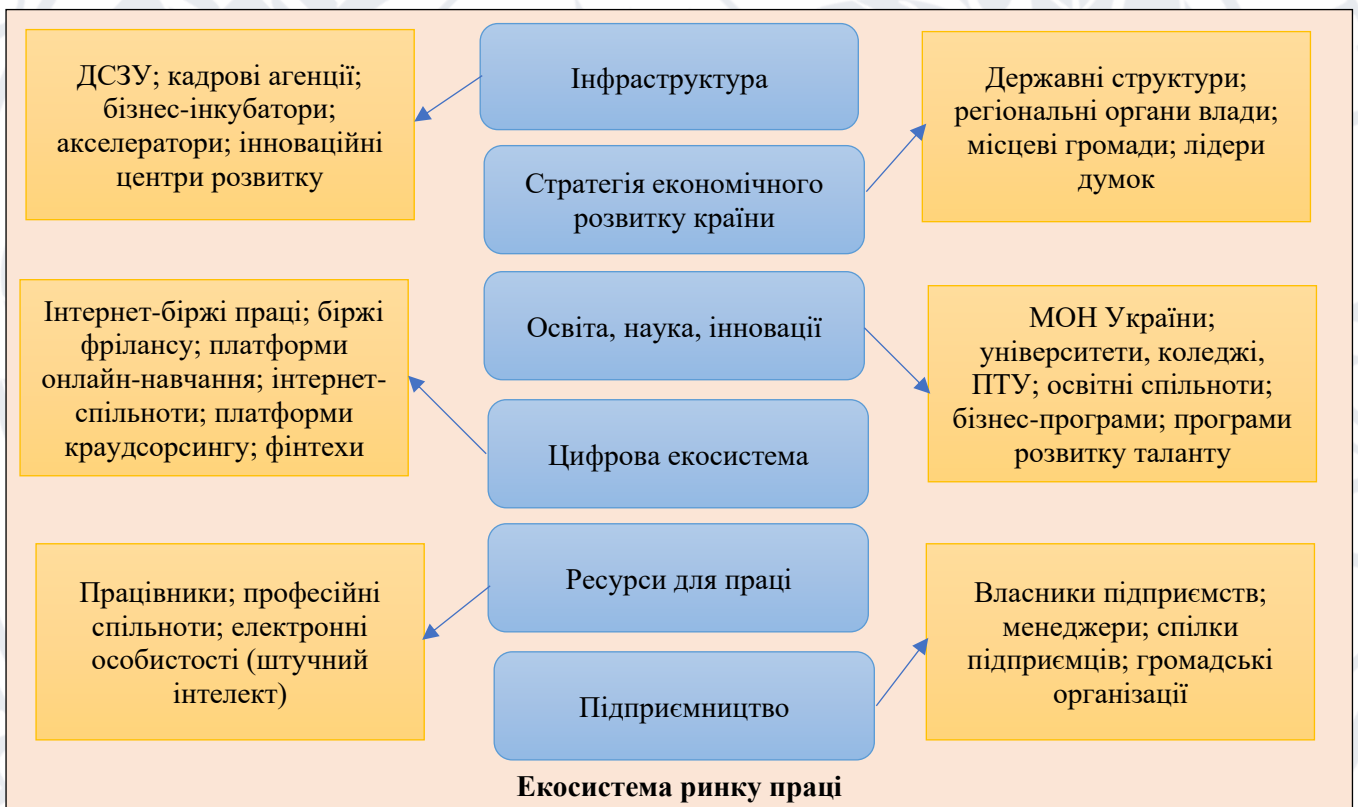 ДСЗУ; кадрові агенції;
бізнес-інкубатори;
акселератори; інноваційні
центри розвитку
Інфраструктура
Державні структури;
регіональні органи влади;
місцеві громади; лідери
думок
Стратегія економічного
розвитку країни
Інтернет-біржі праці; біржі
фрілансу; платформи
онлайн-навчання; інтернет-
спільноти; платформи
краудсорсингу; фінтехи
Освіта, наука, інновації
МОН України;
університети, коледжі,
ПТУ; освітні спільноти;
бізнес-програми; програми
розвитку таланту
Цифрова екосистема
Працівники; професійні
спільноти; електронні
особистості (штучний
інтелект)
Ресурси для праці
Власники підприємств;
менеджери; спілки
підприємців; громадські
організації
Підприємництво
Екосистема ринку праці